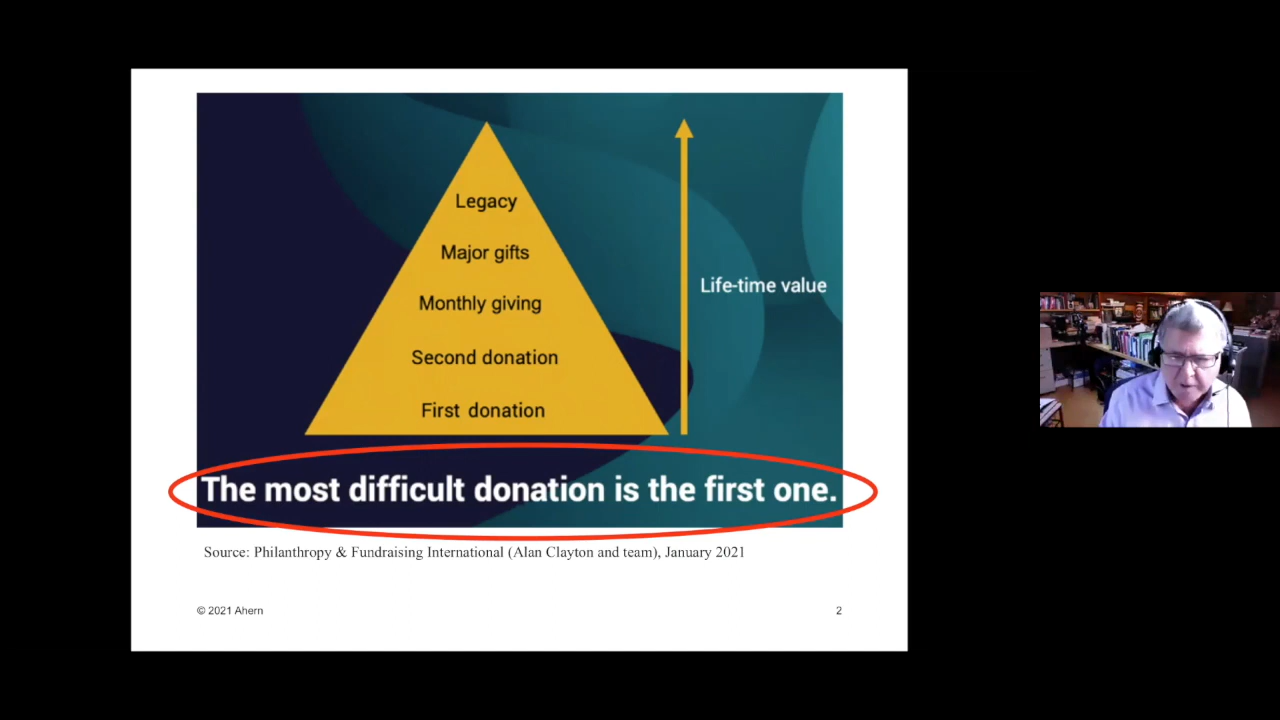 Legacy
Major gifts
Monthly giving
Second donation
First donation
Life-time value
The most difficult donation is the first one.
Source: Philanthropy & Fundraising International (Alan Clayton and team), January 2021
© 2021 Ahern
2